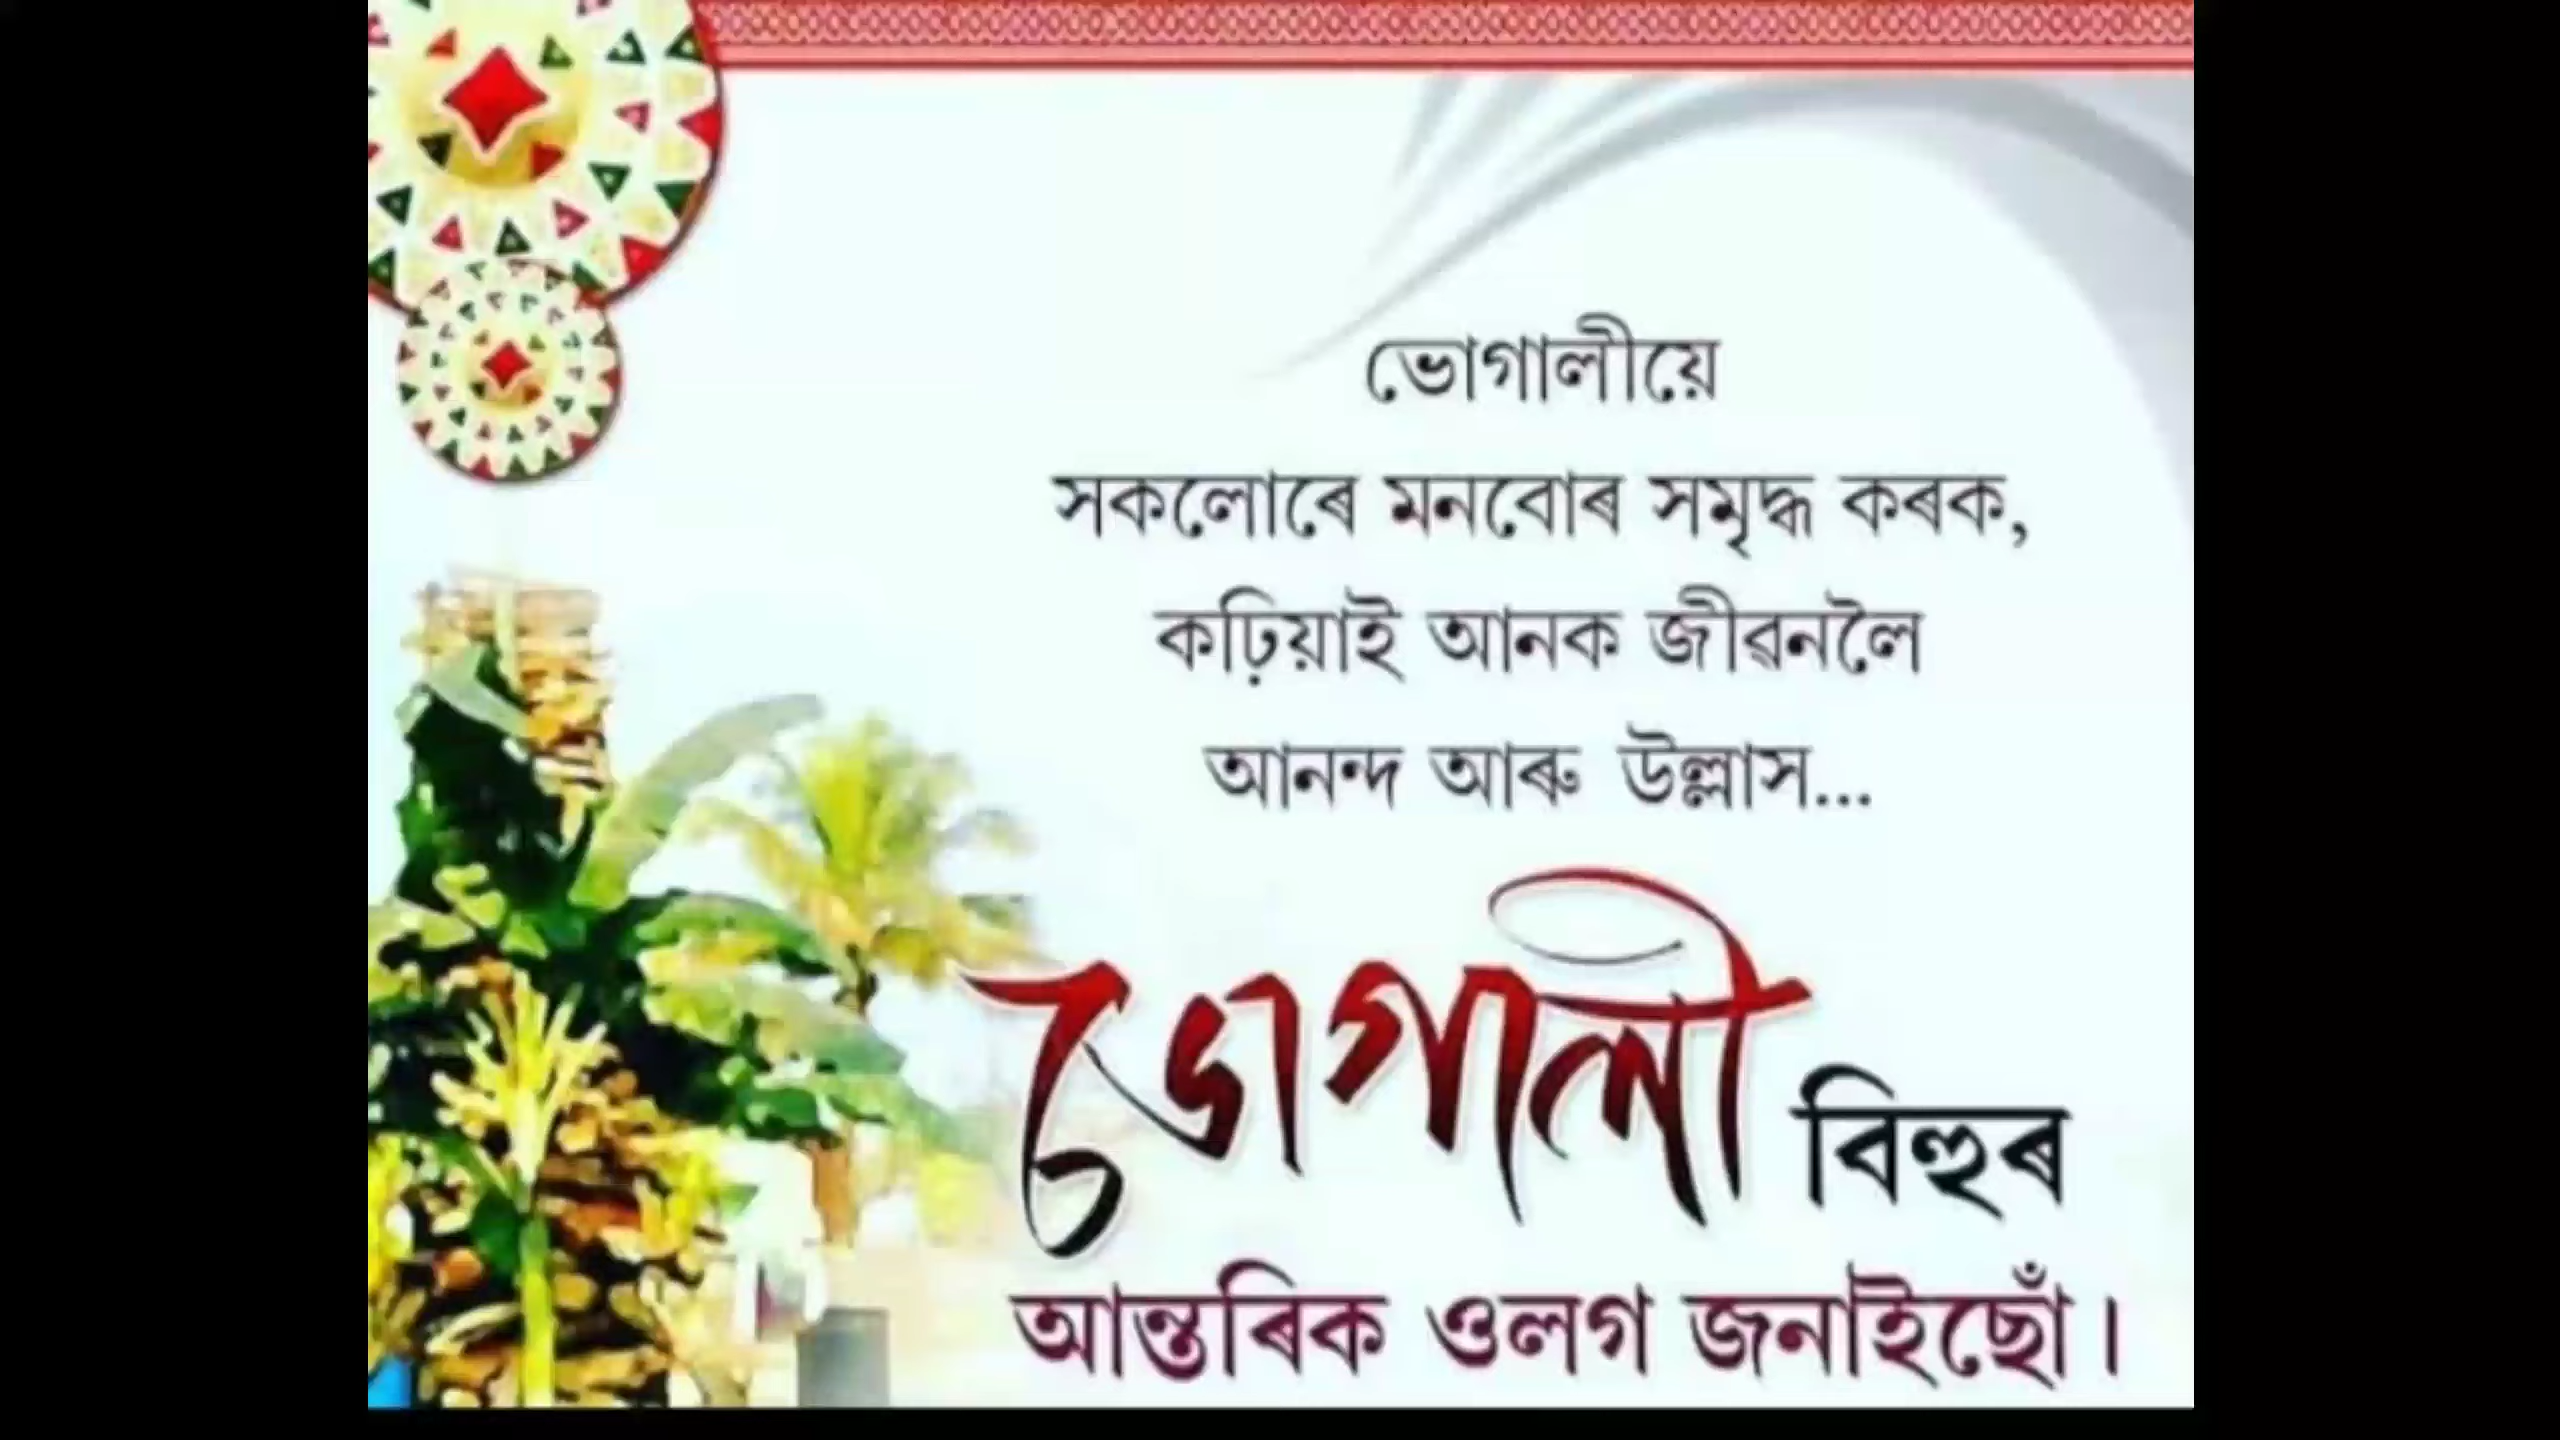 ভোগালীয়ে
সকলোৰে মনবোৰ সমৃদ্ধ কৰক,
কঢ়িয়াই আনক জীৱনলৈ
আনন্দ আৰু উল্লাস...
ভোগালী বিহুৰ
আন্তৰিক ওলগ জনাইছোঁ।